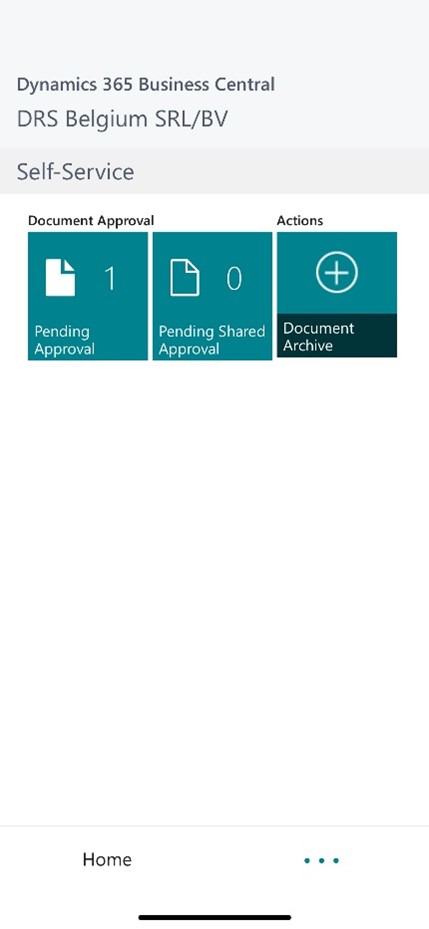 Dynamics 365 Business Central
DRS Belgium SRL/BV
Self-Service
Document Approval
Actions
1
0
Pending
Approval
Pending Shared
Approval
Document
Archive
Home